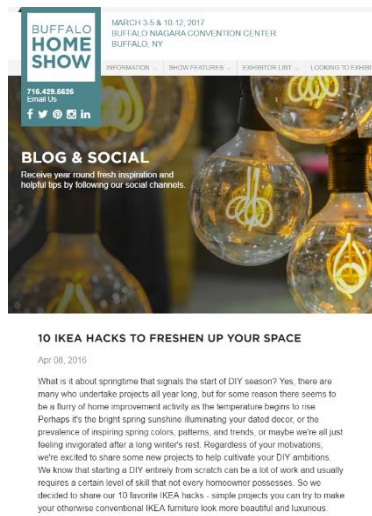 BUFFALO
HOME
SHOW
MARCH 3-5 & 10-12, 2017
BUFFALO NIAGARA CONVENTION CENTER
BUFFALO, NY
716.429.6626
Email Us
INFORMATION
SHOW FEATURES
EXHIBITOR LIST
LOOKING TO EXHIBI
BLOG & SOCIAL
Receive year round fresh inspiration and
helpful tips by following our social channels.
10 IKEA HACKS TO FRESHEN UP YOUR SPACE
Apr 08, 2016
What is it about springtime that signals the start of DIY season? Yes, there are
many who undertake projects all year long, but for some reason there seems to
be a flurry of home improvement activity as the temperature begins to rise
Perhaps it's the bright spring sunshine illuminating your dated decor, or the
prevalence of inspiring spring colors, patterns, and trends, or maybe we're all just
feeling invigorated after a long winter's rest. Regardless of your motivations,
we're excited to share some new projects to help cultivate your DIY ambitions.
We know that starting a DIY entirely from scratch can be a lot of work and usually
requires a certain level of skill that not every homeowner possesses. So we
decided to share our 10 favorite IKEA hacks - simple projects you can try to make
your otherwise conventional IKEA furniture look more beautiful and luxurious.